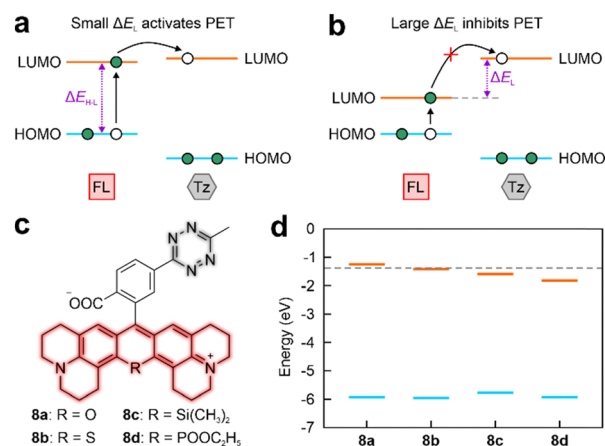 a
Small ΔEL activates PET
LUMO
LUMO
ΔEH-L
HOMO
HOMO
FL
Tz
b
Large ΔEL inhibits PET
LUMO
ΔEL
LUMO
HOMO
HOMO
FL
Tz
c
N N
N N
−OOC
N R N+
8a: R = O 8c: R = Si(CH3)2
8b: R = S 8d: R = POOC2H5
d
Energy (eV)
0
-1
-2
-3
-4
-5
-6
-7
8a 8b 8c 8d